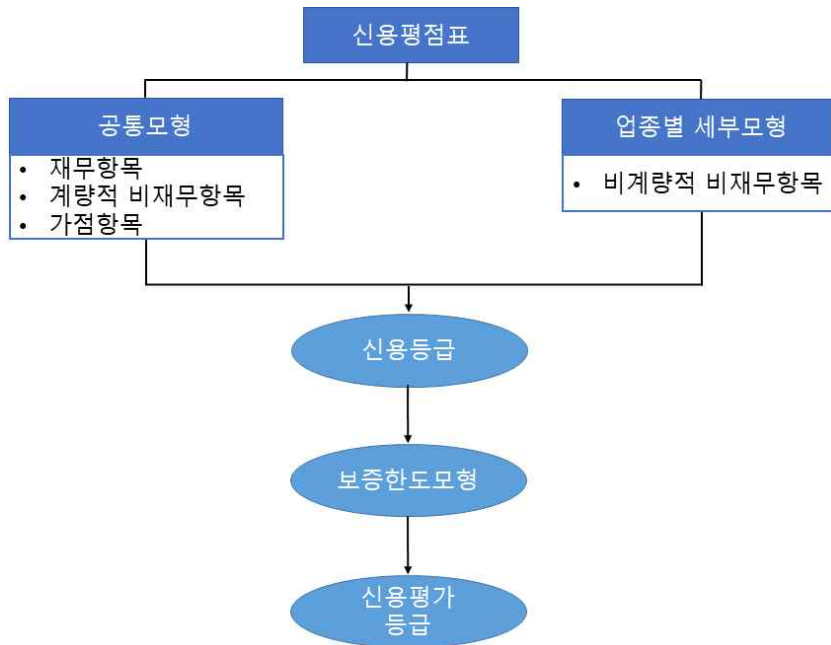 신용평점표
공통모형
• 재무항목
• 계량적 비재무항목
• 가점항목
업종별 세부모형
• 비계량적 비재무항목
신용등급
보증한도모형
신용평가
등급